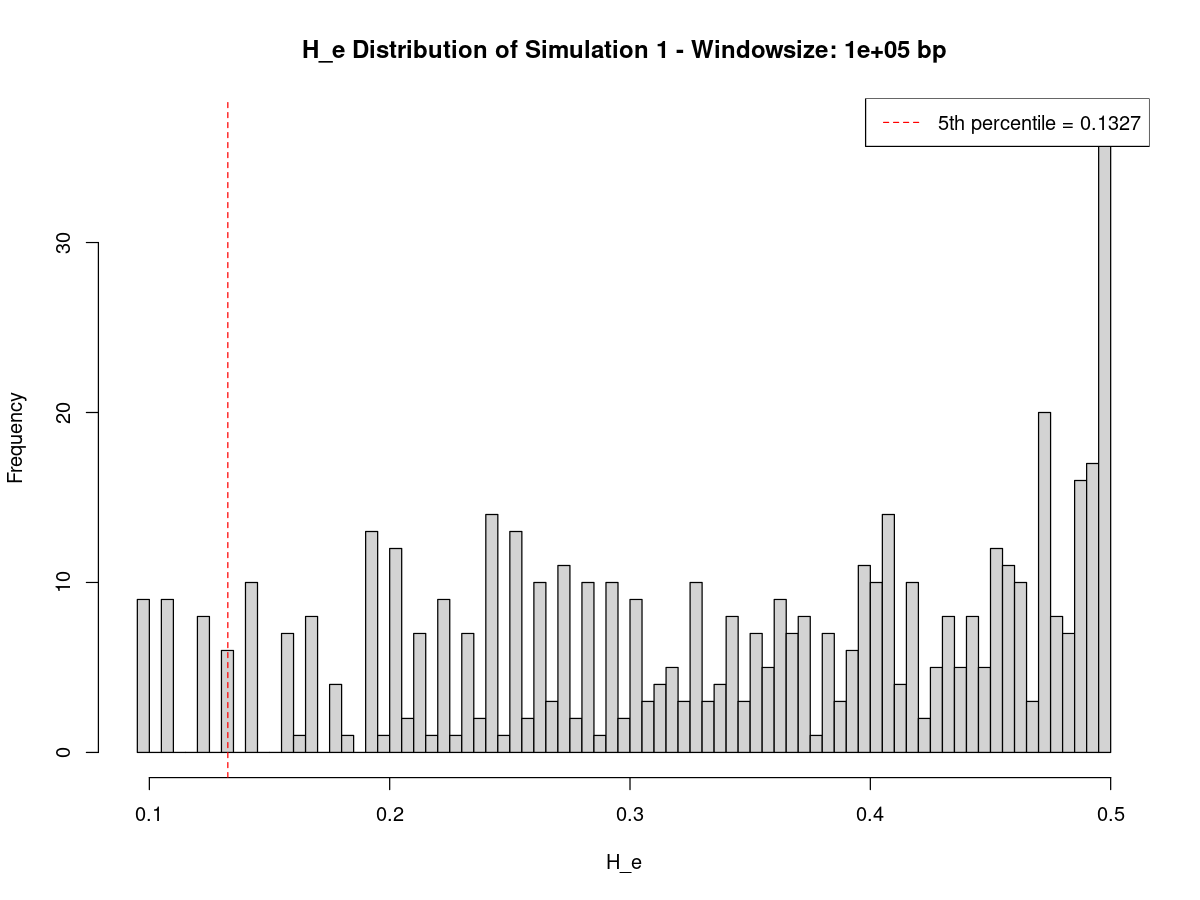 H_e Distribution of Simulation 1 - Windowsize: 1e+05 bp
5th percentile = 0.1327
Frequency
30
20
10
0
0.1 0.2 0.3 0.4 0.5
H_e